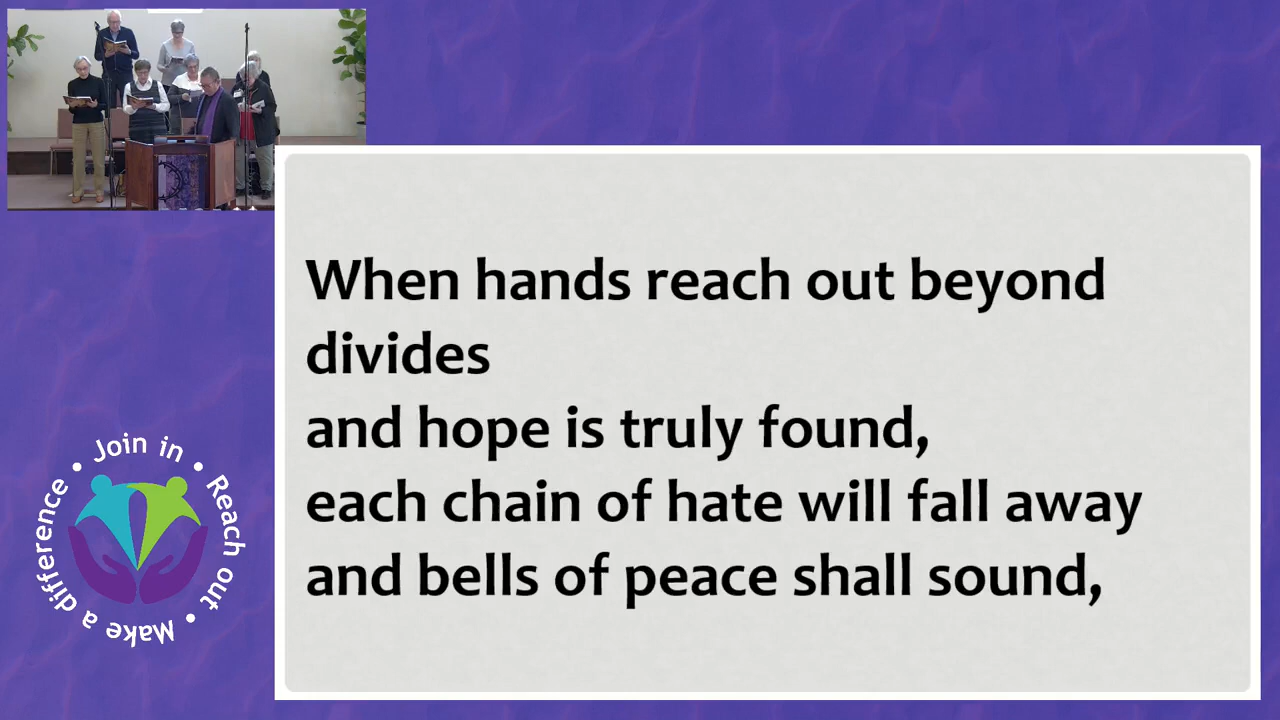 When hands reach out beyond
divides
and hope is truly found,
each chain of hate will fall away
and bells of peace shall sound,
Join in • Reach out • Make a difference •